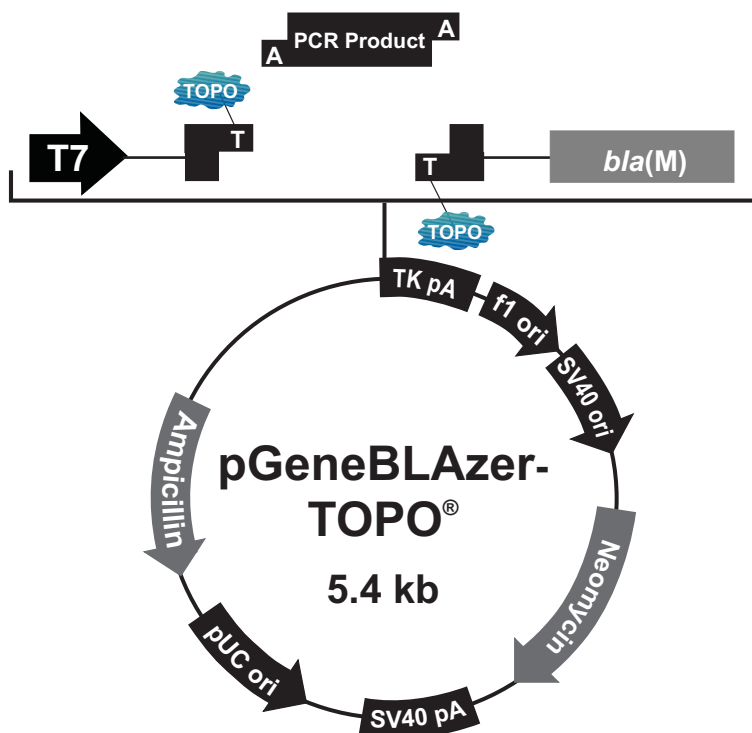 A PCR Product A
TOPO
T7
T
T
bla(M)
TOPO
TK pA
f1 ori
SV40 ori
Ampicillin
pGeneBLAzer-
TOPO®
5.4 kb
Neomycin
pUC ori
SV40 pA